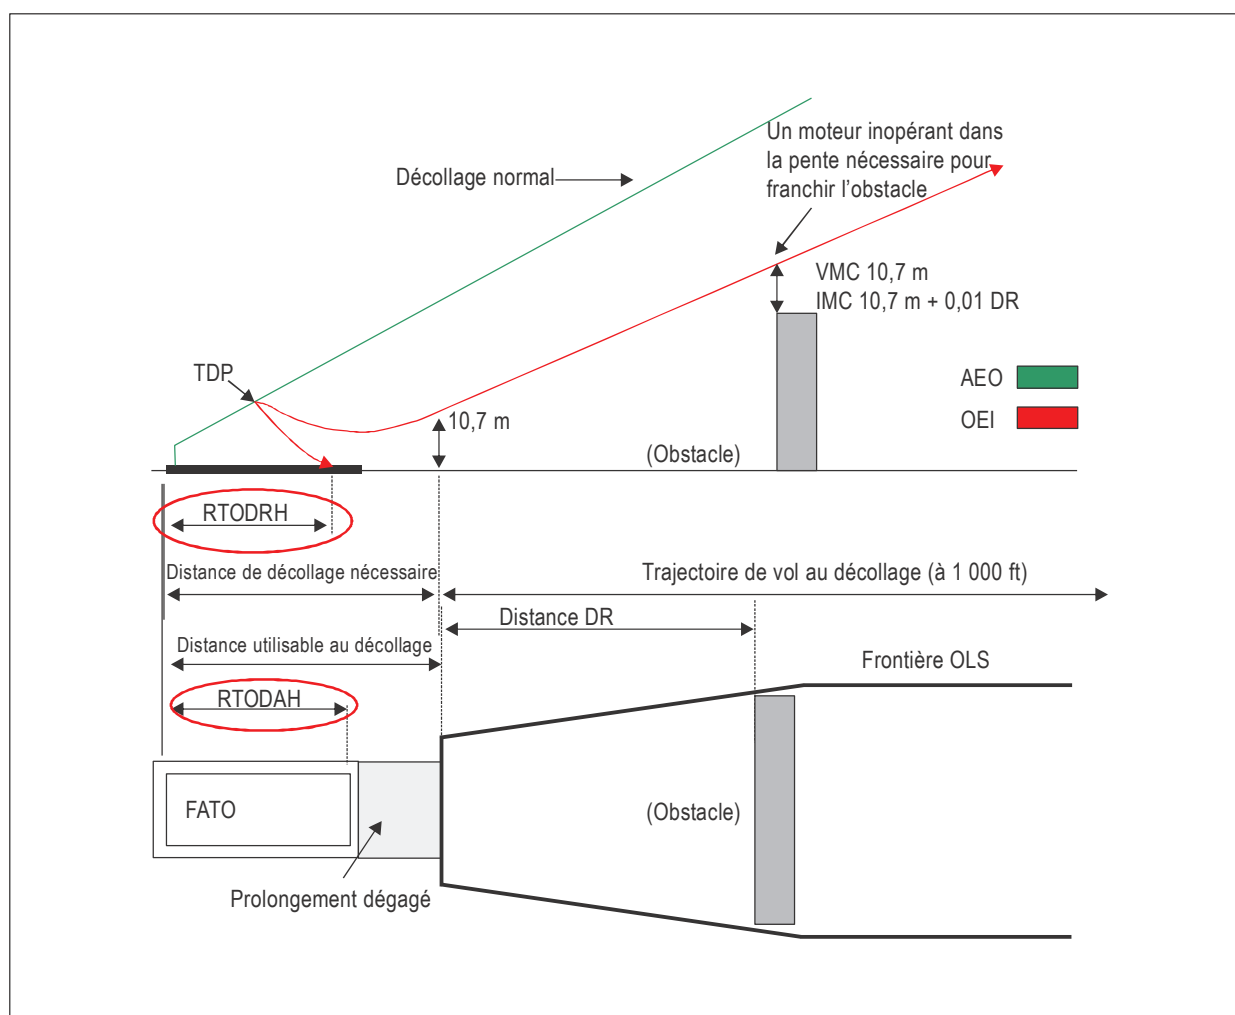 Un moteur inopérant dans
la pente nécessaire pour
franchir l'obstacle
Décollage normal
VMC 10,7 m
IMC 10,7 m + 0,01 DR
TDP
AEO
10,7 m
OEI
(Obstacle)
RTODRH
Distance de décollage nécessaire
Trajectoire de vol au décollage (à 1 000 ft)
Distance DR
Distance utilisable au décollage
Frontière OLS
RTODAH
FATO
(Obstacle)
Prolongement dégagé